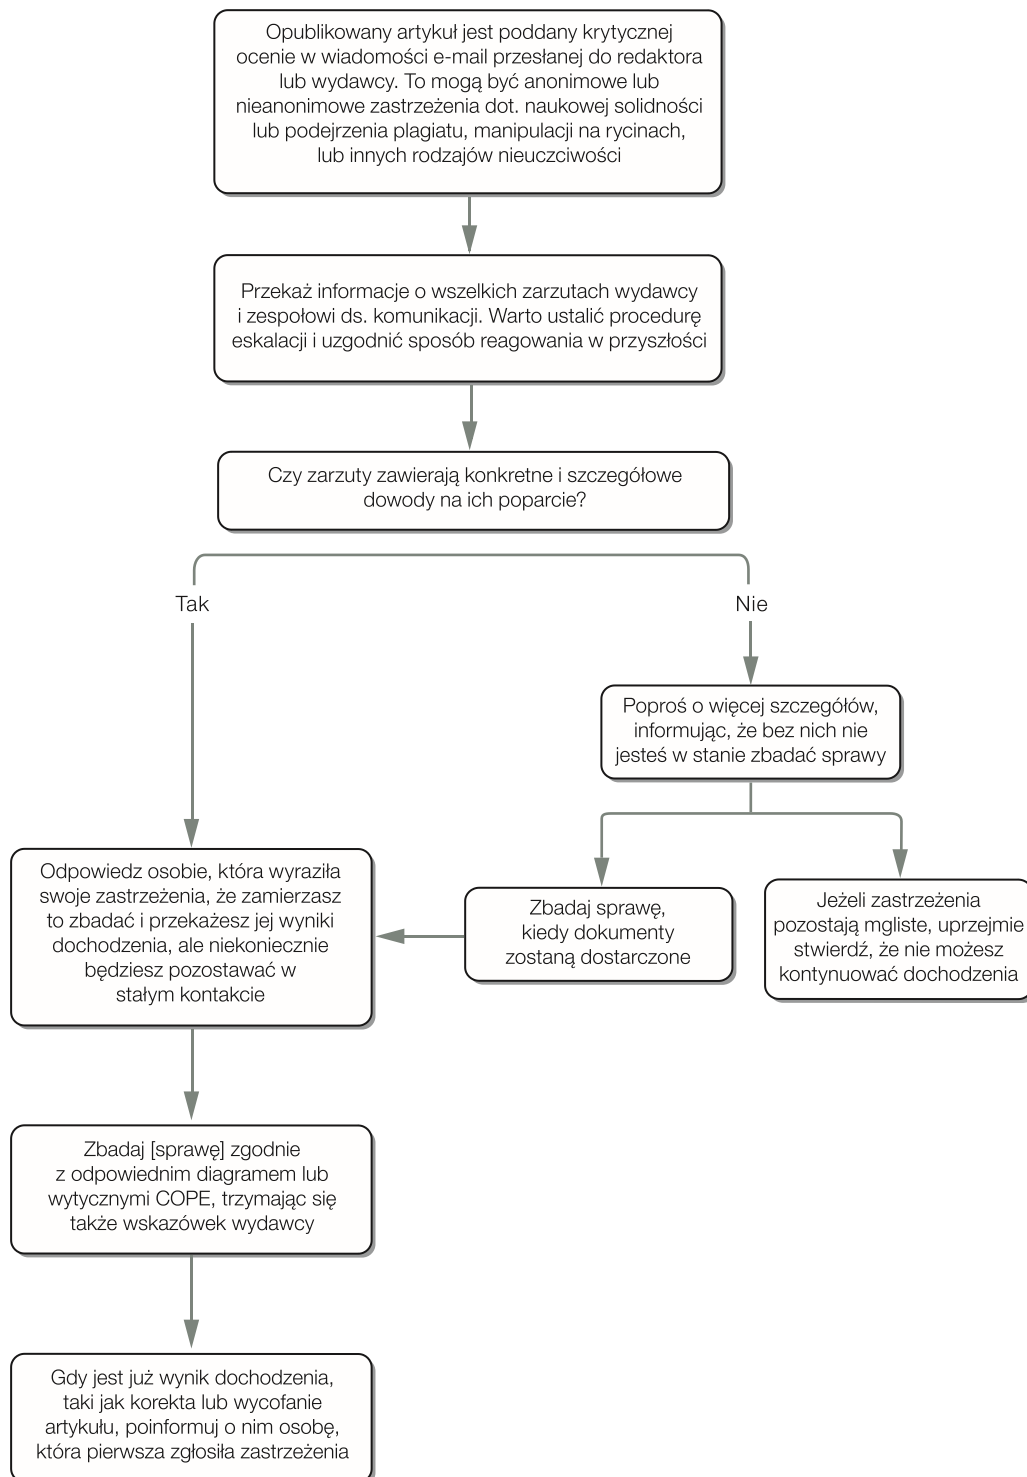 Opublikowany artykuł jest poddany krytycznej
ocenie w wiadomości e-mail przesłanej do redaktora
lub wydawcy. To mogą być anonimowe lub
nieanonimowe zastrzeżenia dot. naukowej solidności
lub podejrzenia plagiatu, manipulacji na rycinach,
lub innych rodzajów nieuczciwości
Przekaż informacje o wszelkich zarzutach wydawcy
i zespołowi ds. komunikacji. Warto ustalić procedurę
eskalacji i uzgodnić sposób reagowania w przyszłości
Czy zarzuty zawierają konkretne i szczegółowe
dowody na ich poparcie?
Tak
Nie
Poproś o więcej szczegółów,
informując, że bez nich nie
jesteś w stanie zbadać sprawy
Odpowiedz osobie, która wyraziła
swoje zastrzeżenia, że zamierzasz
to zbadać i przekażesz jej wyniki
dochodzenia, ale niekoniecznie
będziesz pozostawać w
stałym kontakcie
Zbadaj sprawę,
kiedy dokumenty
zostaną dostarczone
Jeżeli zastrzeżenia
pozostają mgliste, uprzejmie
stwierdź, że nie możesz
kontynuować dochodzenia
Zbadaj [sprawę] zgodnie
z odpowiednim diagramem lub
wytycznymi COPE, trzymając się
także wskazówek wydawcy
Gdy jest już wynik dochodzenia,
taki jak korekta lub wycofanie
artykułu, poinformuj o nim osobę,
która pierwsza zgłosiła zastrzeżenia